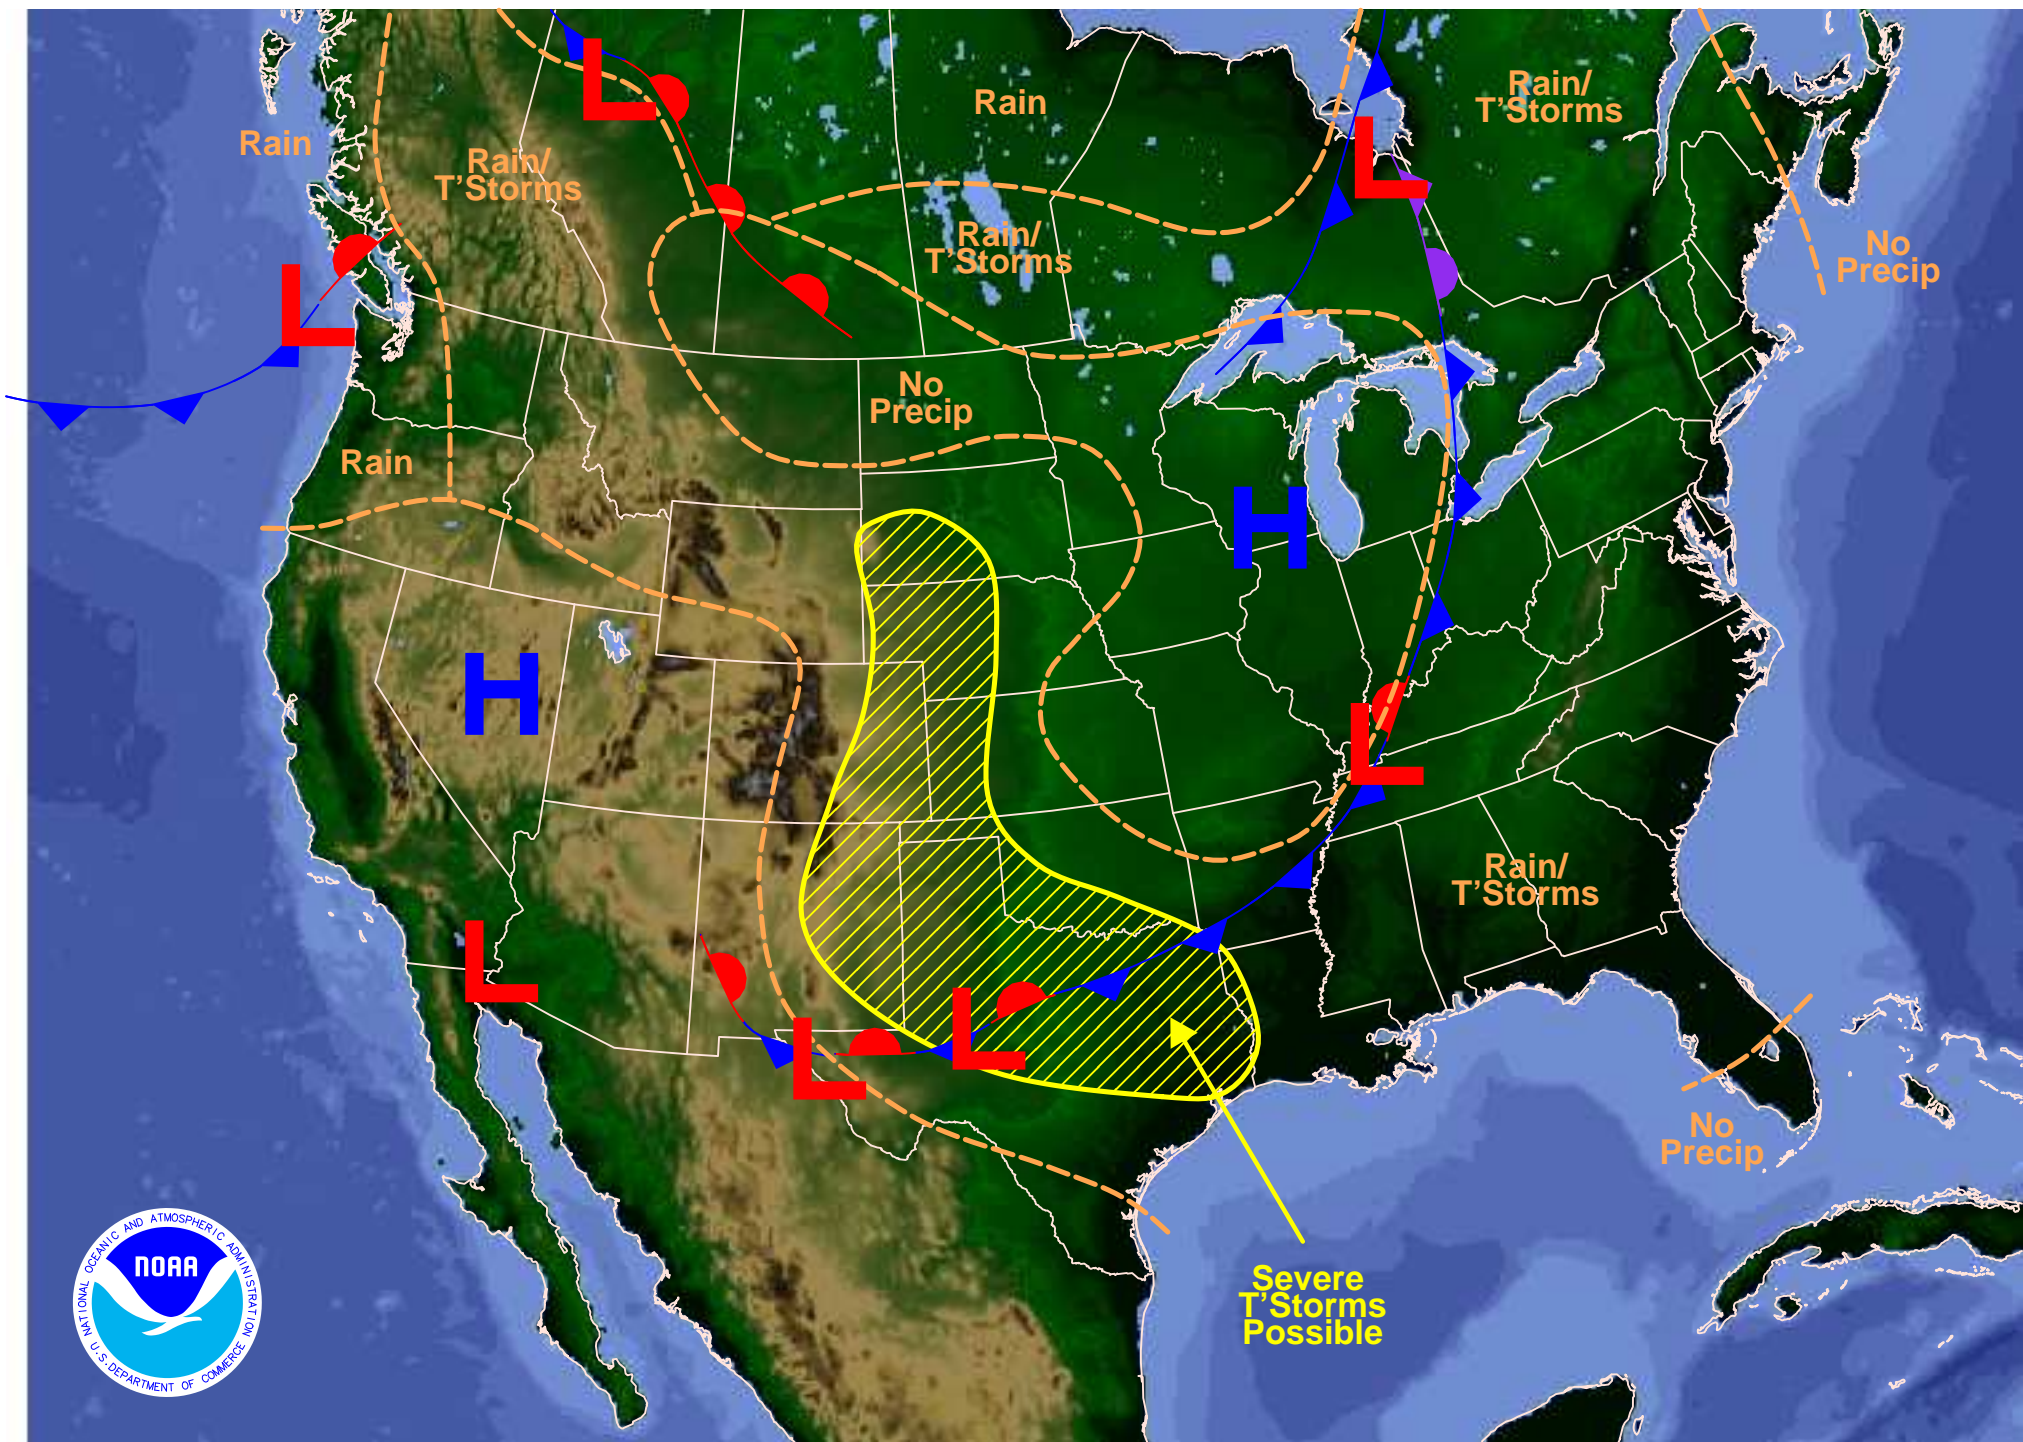 Rain/
T'Storms
Rain
Rain
Rain/
T'Storms
Rain/
T'Storms
No
Precip
No
Precip
Rain
H
H
Rain/
T'Storms
No
Precip
Severe
T'Storms
Possible
L
L
L
L
L
L
L
NATIONAL OCEANIC AND ATMOSPHERIC ADMINISTRATION
NOAA
U.S. DEPARTMENT OF COMMERCE